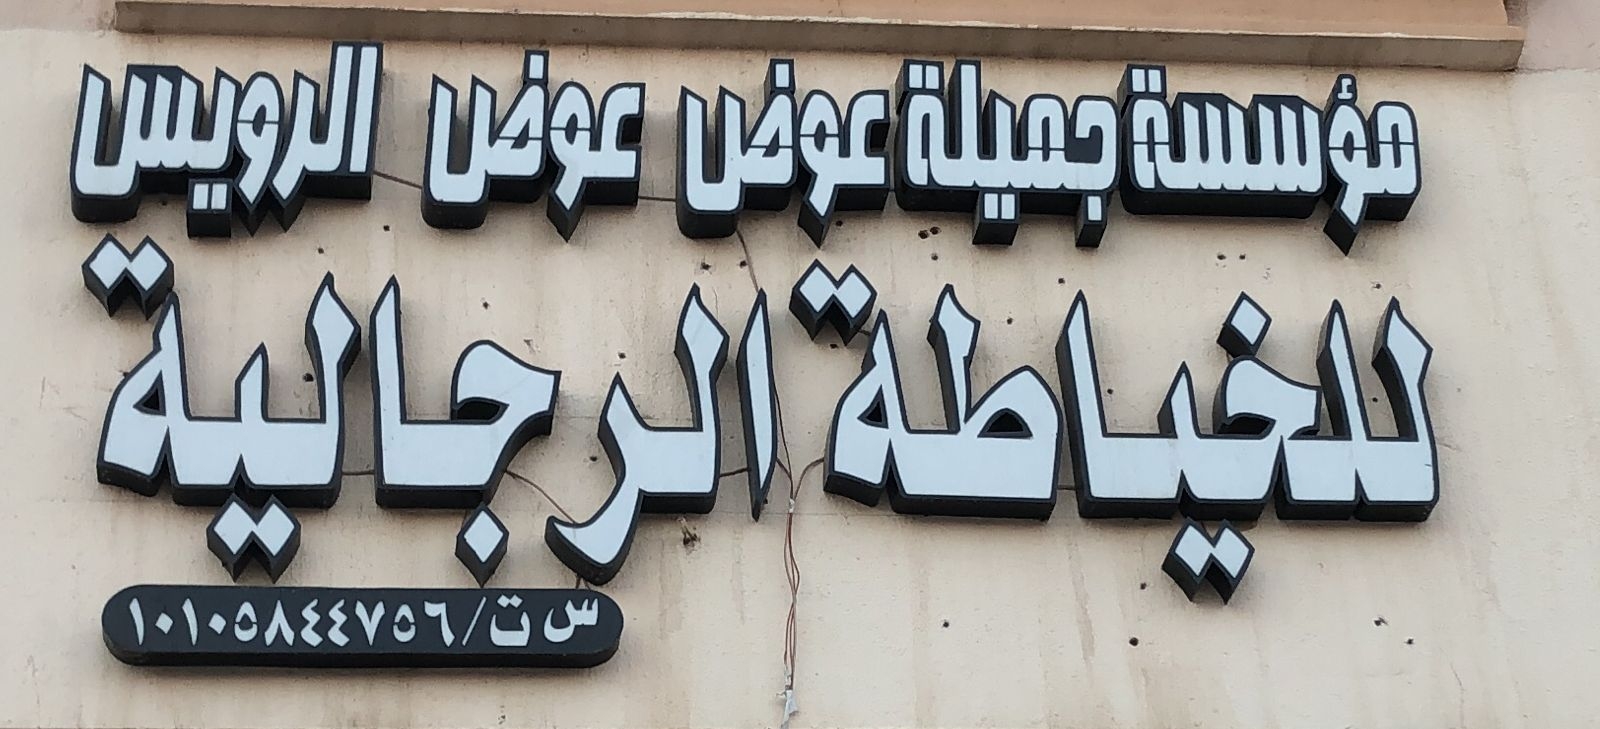 مؤسسة جميلة عوض عوض الرويس
للخياطة الرجالية
س ت/١٠١٠٥٨٤٤٧٥٦